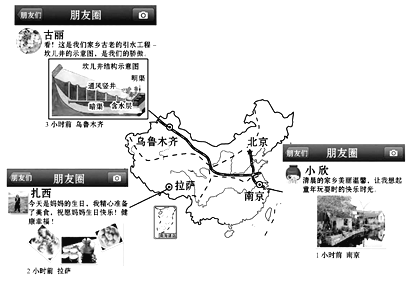 朋友们 朋友圈
古丽
看！这是我们家乡古老的引水工程-
坎儿井的示意图，是我们的骄傲。
坎儿井结构示意图
明渠
通风竖井
暗渠 含水层
3小时前 乌鲁木齐
乌鲁木齐
北京
拉萨
南京
朋友们 朋友圈
扎西
今天是妈妈的生日，我精心准备
了美食，祝愿妈妈生日快乐！健
康幸福！
2小时前 拉萨
朋友们 朋友圈
小欣
清晨的家乡美丽温馨，让我想起
童年玩耍时的快乐时光。
1小时前 南京